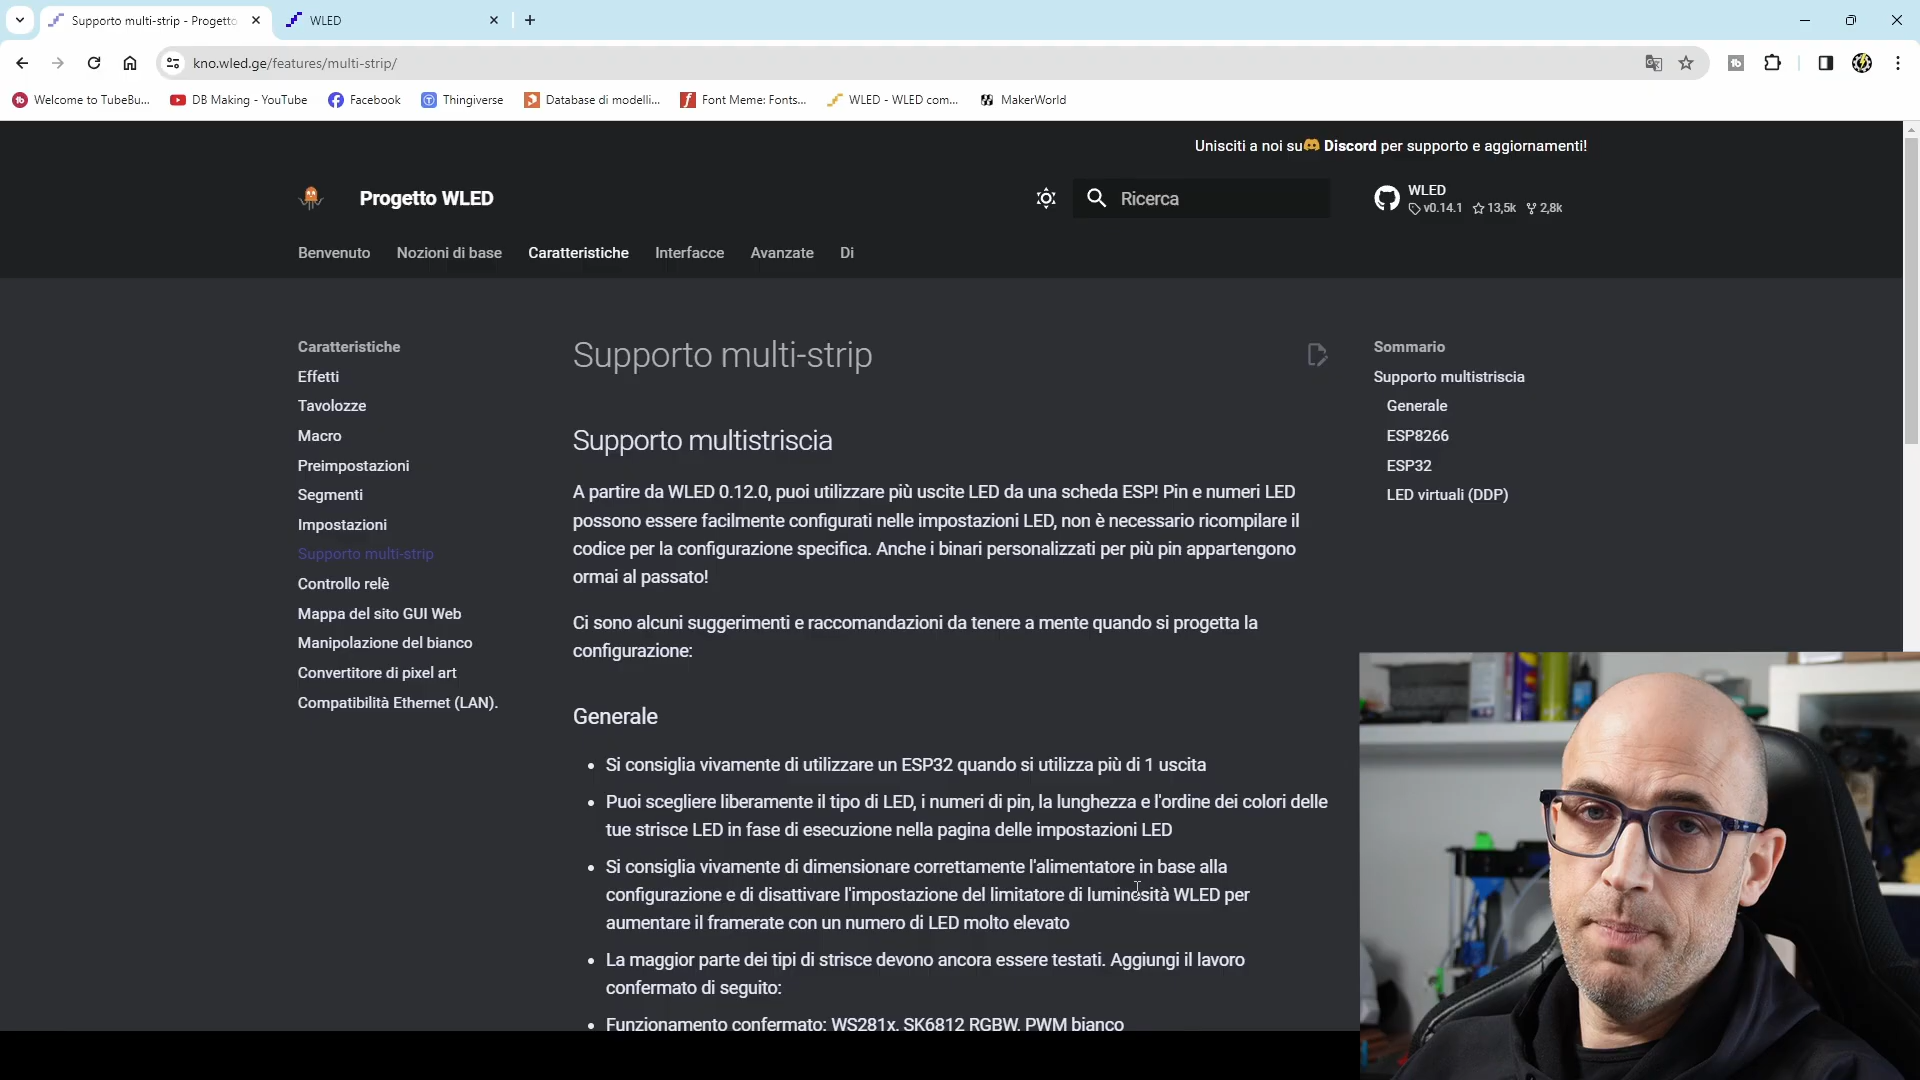 Supporto multi-strip - Progetto
WLED
kno.wled.ge/features/multi-strip/
Welcome to TubeBu...
DB Making - YouTube
Facebook
Thingiverse
Database di modelli...
Font Meme: Fonts...
WLED - WLED com...
MakerWorld
Unisciti a noi su Discord per supporto e aggiornamenti!
Progetto WLED
Ricerca
WLED
v0.14.1 13,5k 2,8k
Benvenuto Nozioni di base Caratteristiche Interfacce Avanzate Di
Caratteristiche
Effetti
Tavolozze
Macro
Preimpostazioni
Segmenti
Impostazioni
Supporto multi-strip
Controllo relè
Mappa del sito GUI Web
Manipolazione del bianco
Convertitore di pixel art
Compatibilità Ethernet (LAN).
Supporto multi-strip
Supporto multistriscia
A partire da WLED 0.12.0, puoi utilizzare più uscite LED da una scheda ESP! Pin e numeri LED
possono essere facilmente configurati nelle impostazioni LED, non è necessario ricompilare il
codice per la configurazione specifica. Anche i binari personalizzati per più pin appartengono
ormai al passato!
Ci sono alcuni suggerimenti e raccomandazioni da tenere a mente quando si progetta la
configurazione:
Generale
• Si consiglia vivamente di utilizzare un ESP32 quando si utilizza più di 1 uscita
• Puoi scegliere liberamente il tipo di LED, i numeri di pin, la lunghezza e l'ordine dei colori delle
tue strisce LED in fase di esecuzione nella pagina delle impostazioni LED
• Si consiglia vivamente di dimensionare correttamente l'alimentatore in base alla
configurazione e di disattivare l'impostazione del limitatore di luminosità WLED per
aumentare il framerate con un numero di LED molto elevato
• La maggior parte dei tipi di strisce devono ancora essere testati. Aggiungi il lavoro
confermato di seguito:
• Funzionamento confermato: WS281x, SK6812 RGBW, PWM bianco
Sommario
Supporto multistriscia
Generale
ESP8266
ESP32
LED virtuali (DDP)